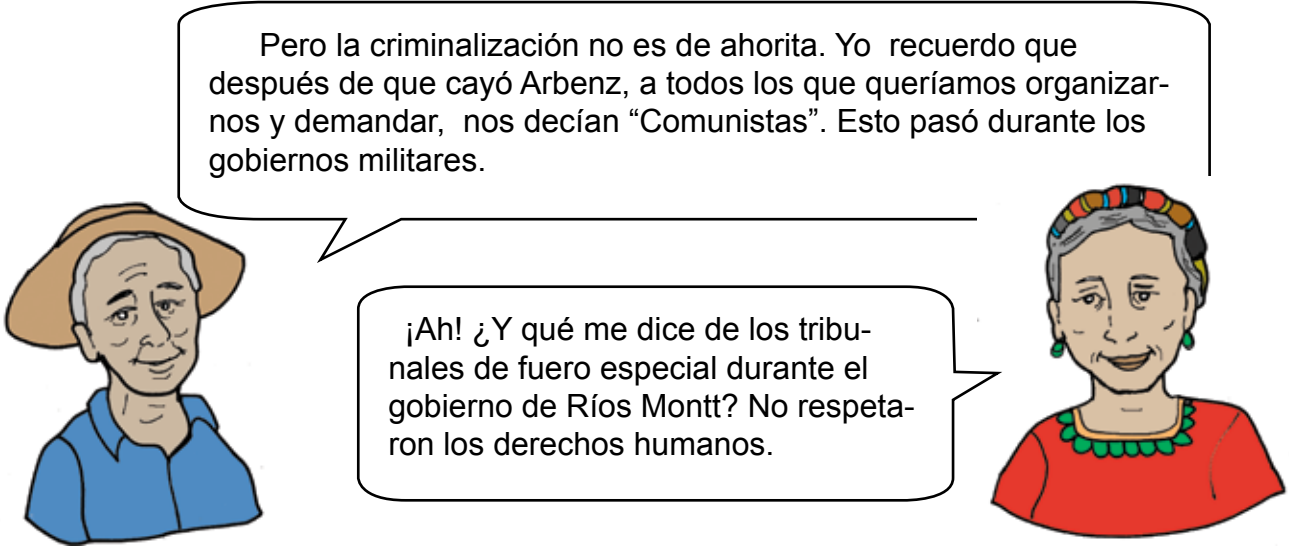 Pero la criminalización no es de ahorita. Yo  recuerdo que
después de que cayó Arbenz, a todos los que queríamos organizar-
nos y demandar,  nos decían “Comunistas”. Esto pasó durante los
gobiernos militares.
¡Ah! ¿Y qué me dice de los tribu-
nales de fuero especial durante el
gobierno de Ríos Montt? No respeta-
ron los derechos humanos.